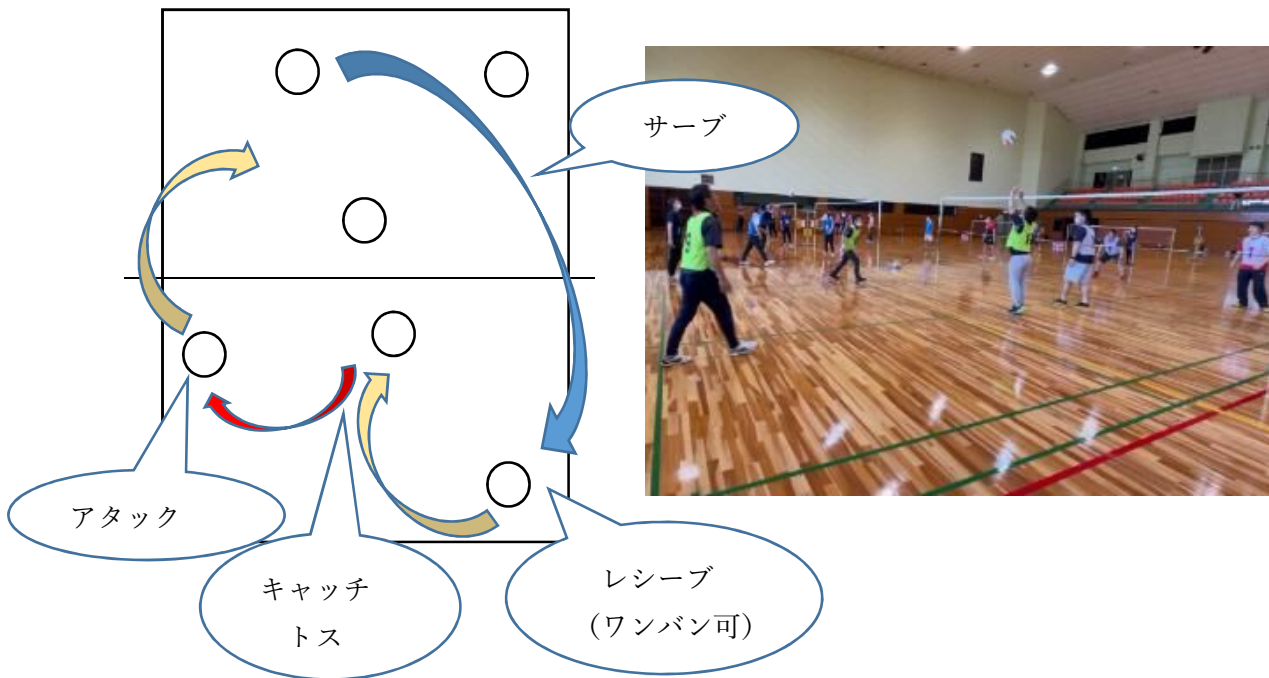 サーブ
アタック
キャッチ
トス
レシーブ
(ワンバン可)